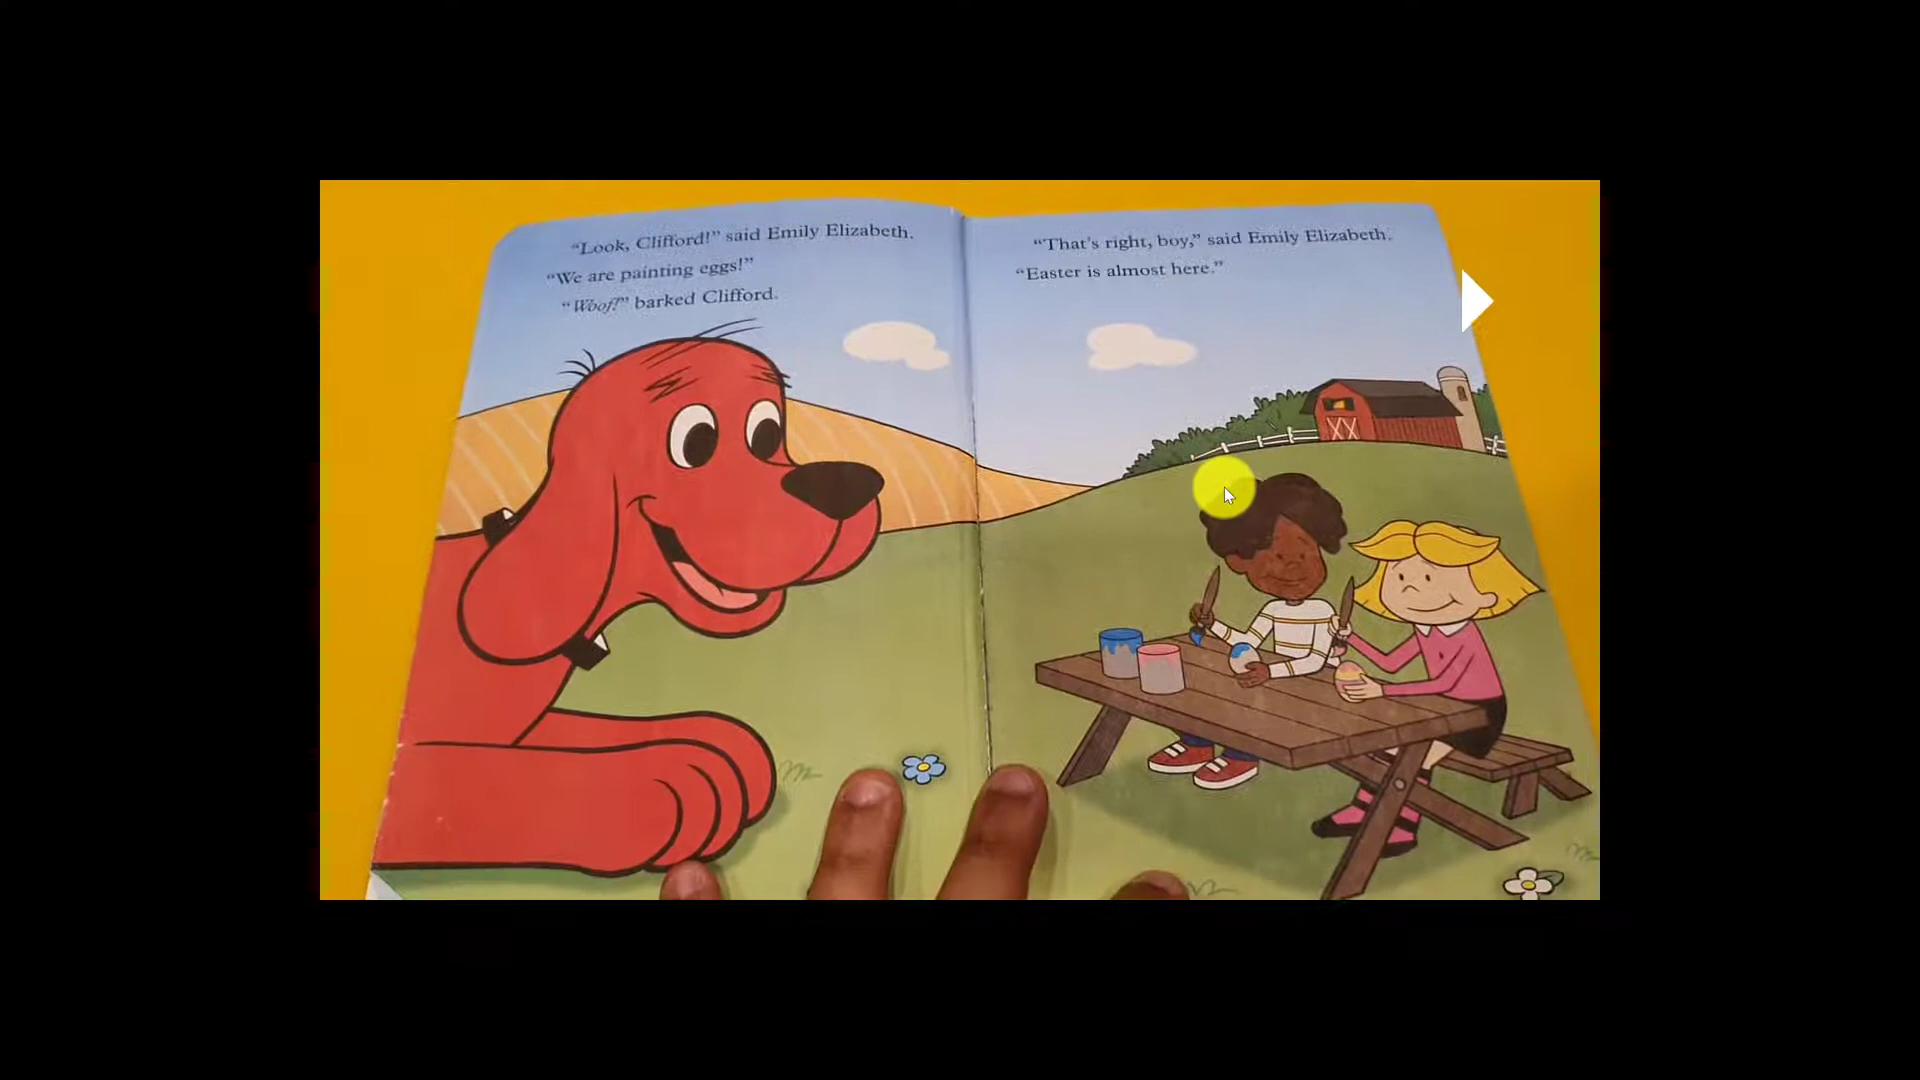 “Look, Clifford!” said Emily Elizabeth.
“We are painting eggs!”
“Woof!” barked Clifford.
“That’s right, boy,” said Emily Elizabeth.
“Easter is almost here.”